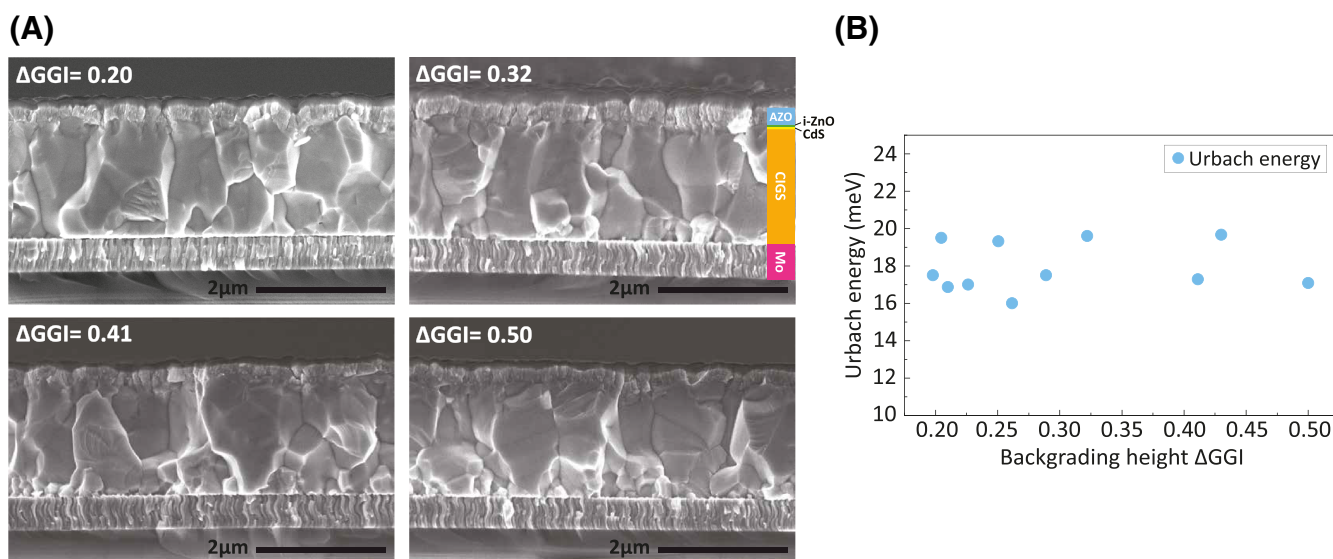 (A)
ΔGGI= 0.20
2µm
ΔGGI= 0.32
AZO
i-ZnO
CdS
CIGS
Mo
2µm
ΔGGI= 0.41
2µm
ΔGGI= 0.50
2µm
(B)
Urbach energy
Urbach energy (meV)
24
22
20
18
16
14
12
10
0.20 0.25 0.30 0.35 0.40 0.45 0.50
Backgrading height ΔGGI